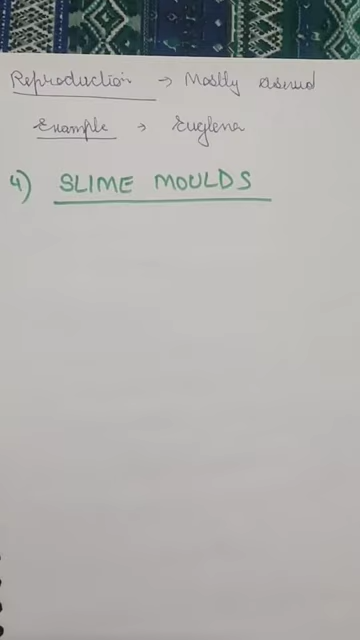 Reproduction → Mostly Asexual
Example → Euglena
4) SLIME MOULDS